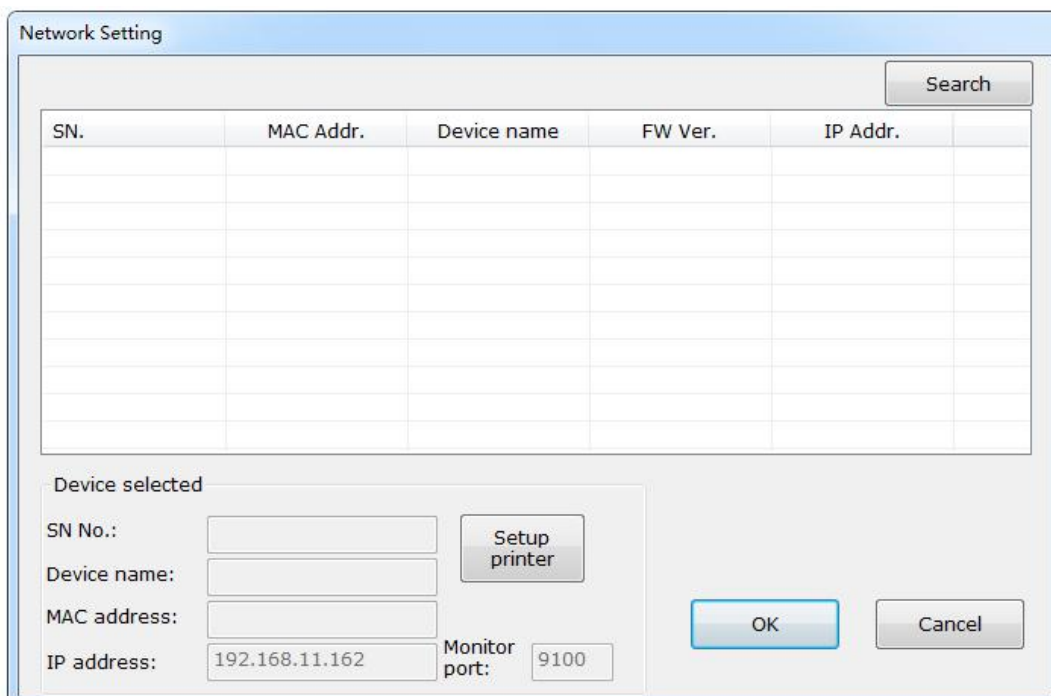 Network Setting
Search
SN. MAC Addr. Device name FW Ver. IP Addr.
Device selected
SN No.:
Setup
printer
Device name:
MAC address:
OK
Cancel
IP address: 192.168.11.162
Monitor
port: 9100